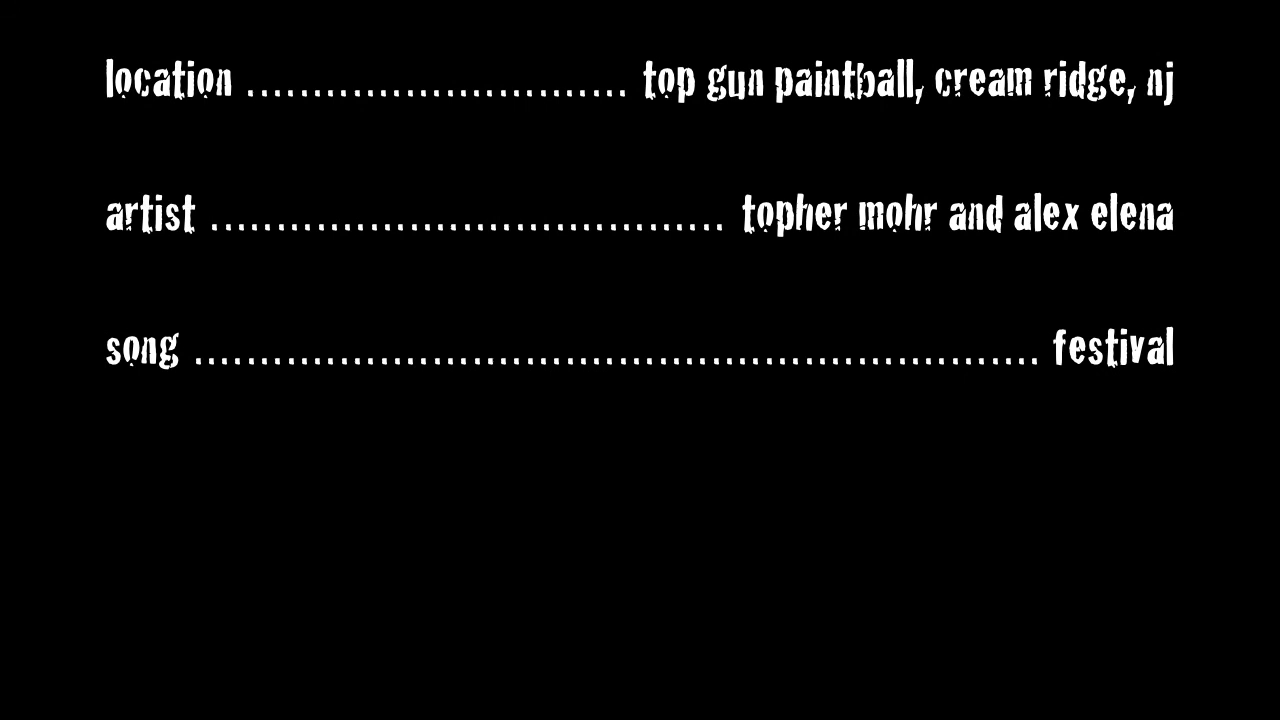 location ............................. top gun paintball, cream ridge, nj
artist ....................................... topher mohr and alex elena
song ................................................................. festival